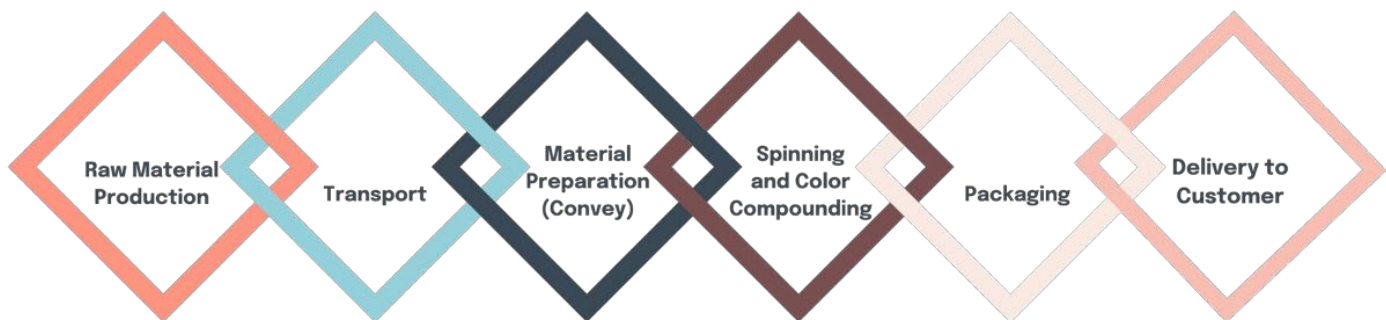 Raw Material
Production
Transport
Material
Preparation
(Convey)
Spinning
and Color
Compounding
Packaging
Delivery to
Customer